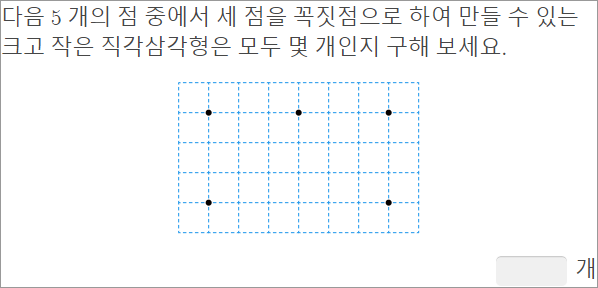 다음 5 개의 점 중에서 세 점을 꼭짓점으로 하여 만들 수 있는
크고 작은 직각삼각형은 모두 몇 개인지 구해 보세요.
개